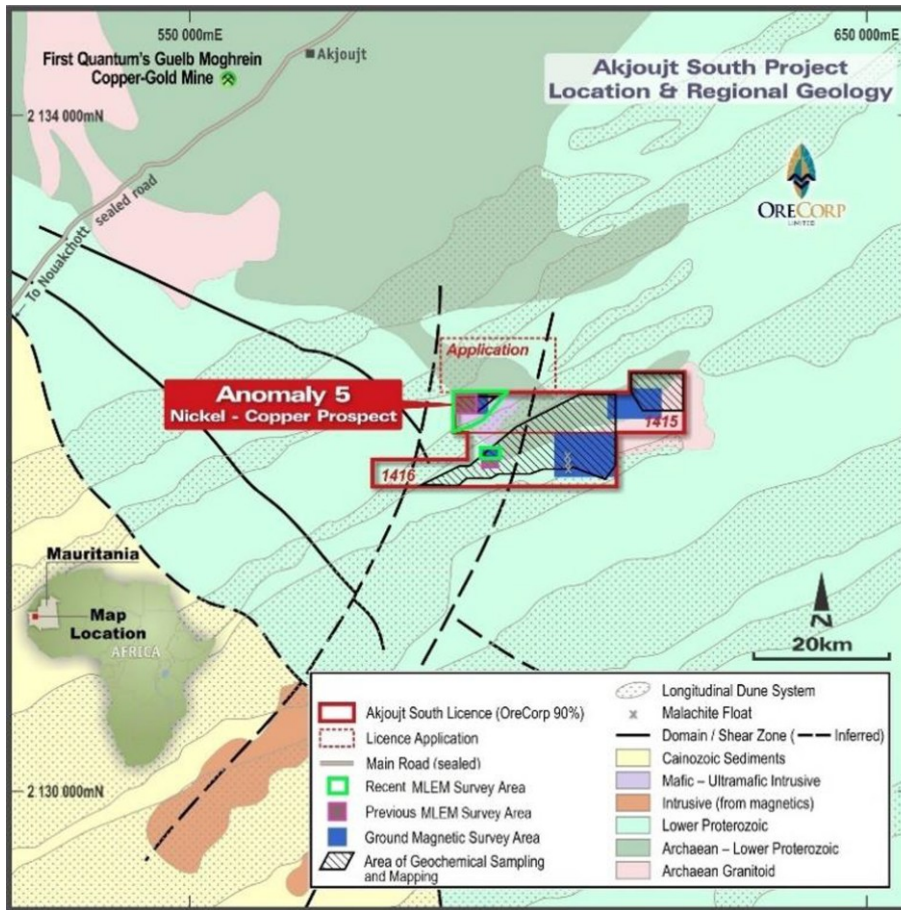 550 000mE
650 000mE
First Quantum's Guelb Moghrein
Copper-Gold Mine
Akjoujt
Akjoujt South Project
Location & Regional Geology
2 134 000mN
ORECORP
LIMITED
To Nouakchott sealed road
Application
Anomaly 5
Nickel - Copper Prospect
1415
1416
Mauritania
Map
Location
AFRICA
N
20km
2 130 000mN
Akjoujt South Licence (OreCorp 90%)
Licence Application
Main Road (sealed)
Recent MLEM Survey Area
Previous MLEM Survey Area
Ground Magnetic Survey Area
Area of Geochemical Sampling
and Mapping
Longitudinal Dune System
Malachite Float
Domain / Shear Zone ( Inferred)
Cainozoic Sediments
Mafic – Ultramafic Intrusive
Intrusive (from magnetics)
Lower Proterozoic
Archaean – Lower Proterozoic
Archaean Granitoid